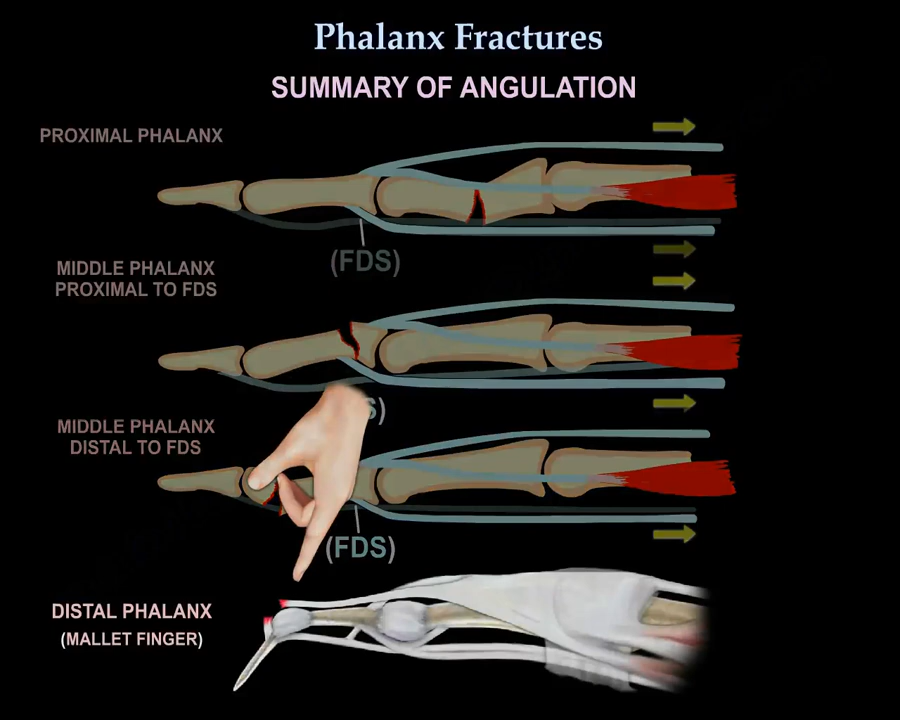 Phalanx Fractures
SUMMARY OF ANGULATION
PROXIMAL PHALANX
(FDS)
MIDDLE PHALANX
PROXIMAL TO FDS
S)
MIDDLE PHALANX
DISTAL TO FDS
(FDS)
DISTAL PHALANX
(MALLET FINGER)